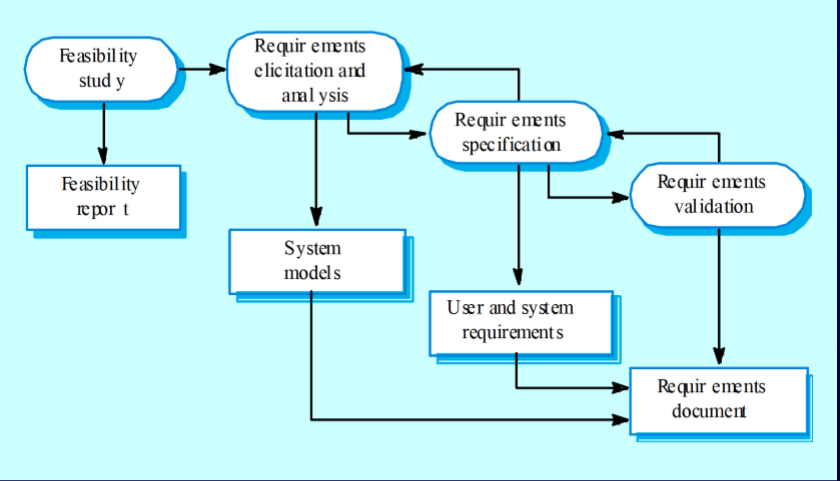 Feasibility
study
Requirements
elicitation and
analysis
Requirements
specification
Requirements
validation
Feasibility
report
System
models
User and system
requirements
Requirements
document